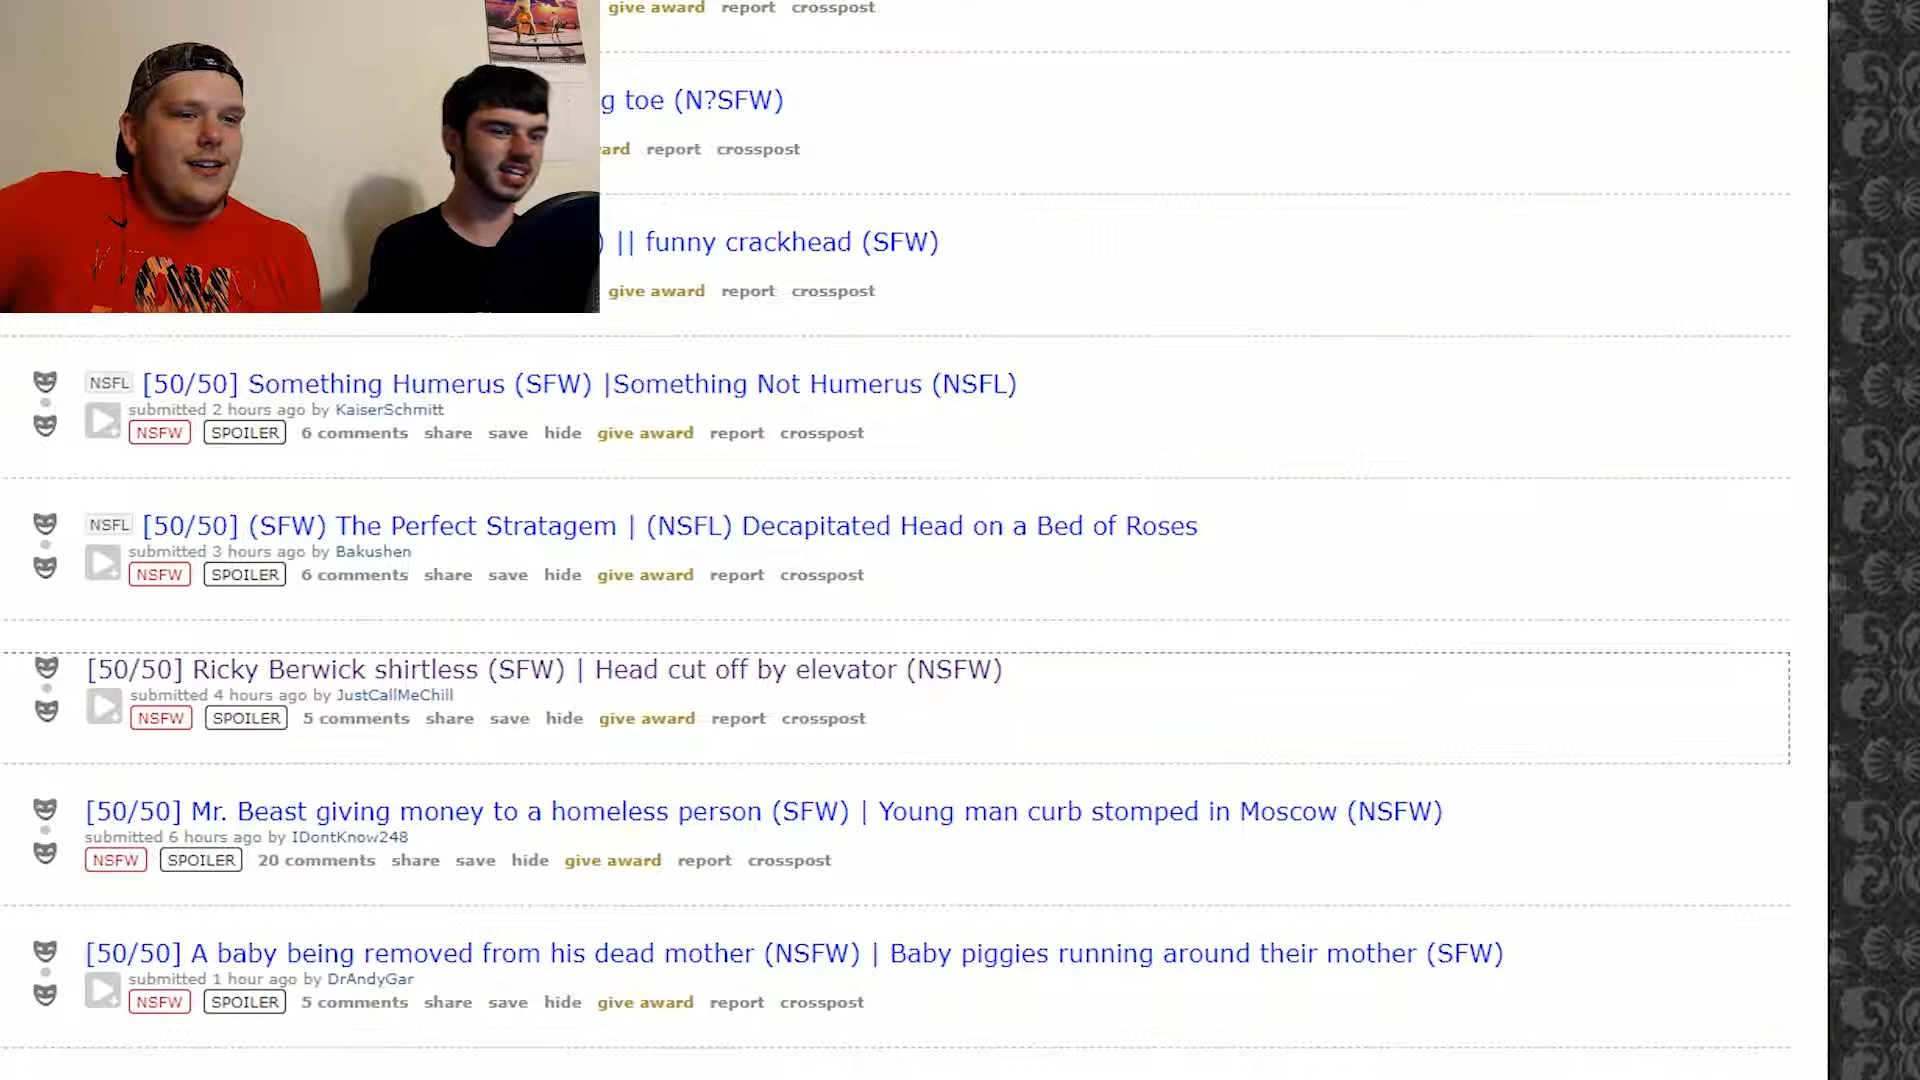 give award report crosspost
g toe (N?SFW)
ard report crosspost
) || funny crackhead (SFW)
give award report crosspost
NSFL [50/50] Something Humerus (SFW) |Something Not Humerus (NSFL)
submitted 2 hours ago by KaiserSchmitt
NSFW SPOILER 6 comments share save hide give award report crosspost
NSFL [50/50] (SFW) The Perfect Stratagem | (NSFL) Decapitated Head on a Bed of Roses
submitted 3 hours ago by Bakushen
NSFW SPOILER 6 comments share save hide give award report crosspost
[50/50] Ricky Berwick shirtless (SFW) | Head cut off by elevator (NSFW)
submitted 4 hours ago by JustCallMeChill
NSFW SPOILER 5 comments share save hide give award report crosspost
[50/50] Mr. Beast giving money to a homeless person (SFW) | Young man curb stomped in Moscow (NSFW)
submitted 6 hours ago by IDontKnow248
NSFW SPOILER 20 comments share save hide give award report crosspost
[50/50] A baby being removed from his dead mother (NSFW) | Baby piggies running around their mother (SFW)
submitted 1 hour ago by DrAndyGar
NSFW SPOILER 5 comments share save hide give award report crosspost